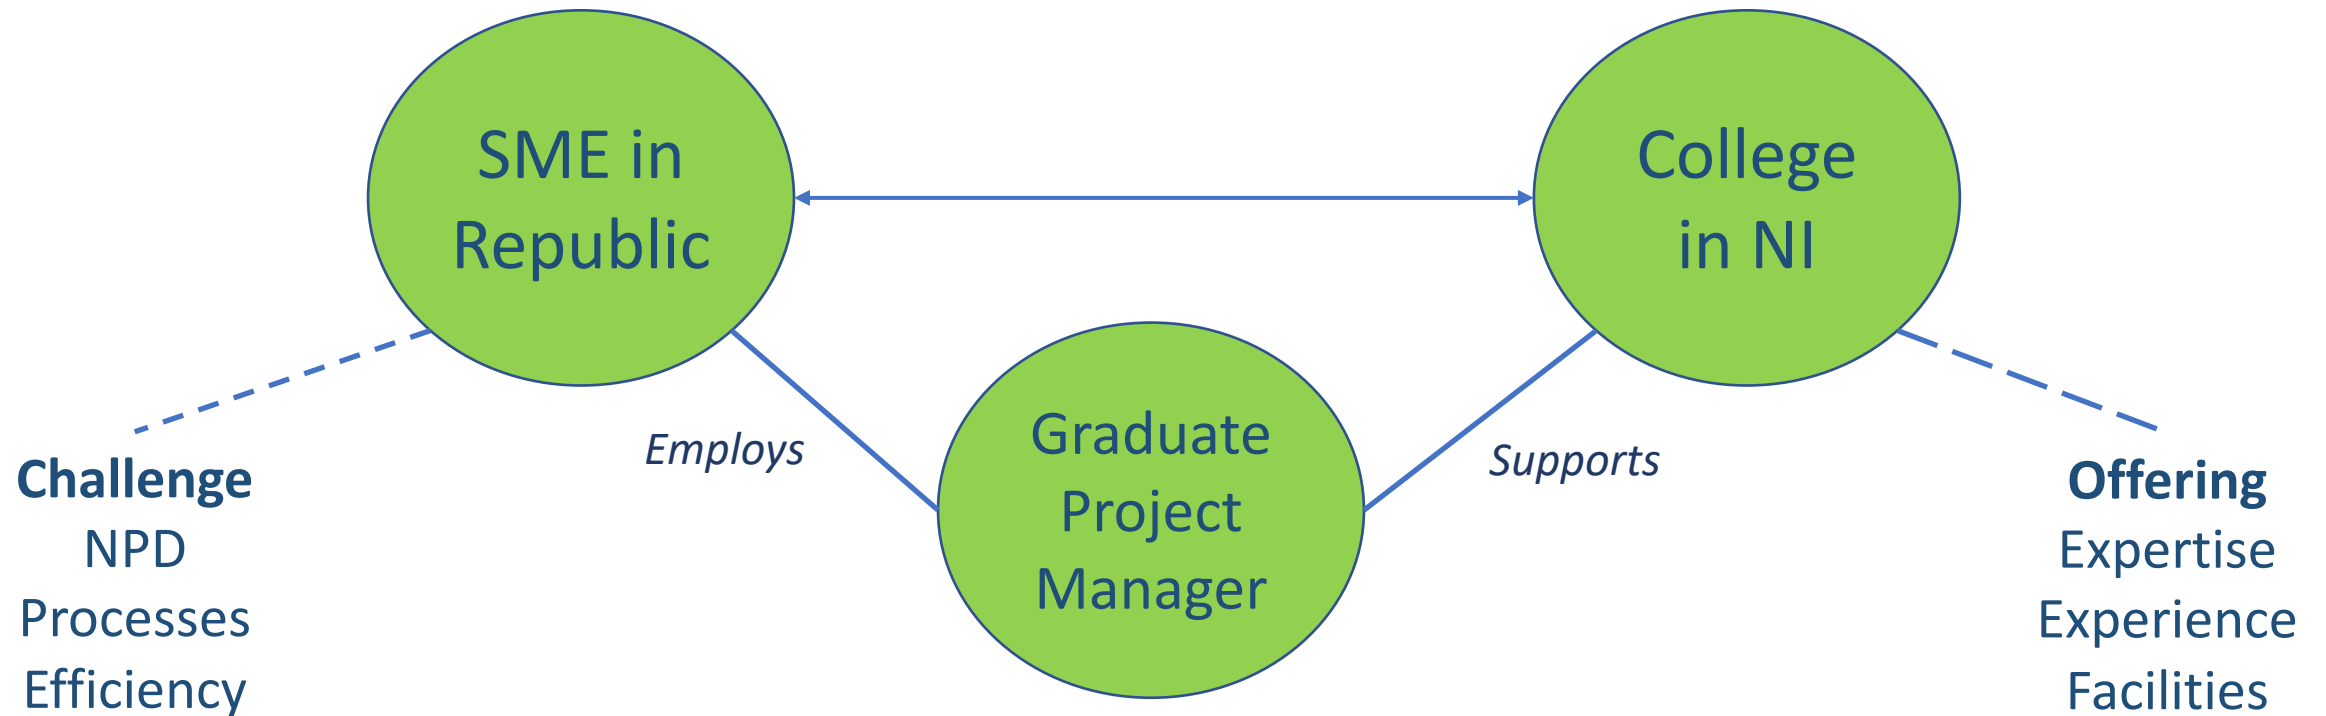 SME in
Republic
College
in NI
Employs
Graduate
Project
Manager
Supports
Challenge
NPD
Processes
Efficiency
Offering
Expertise
Experience
Facilities